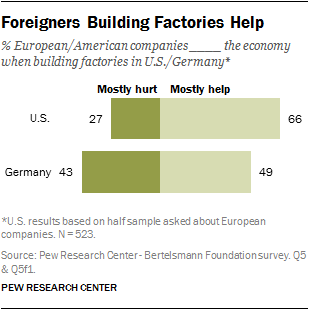 Foreigners Building Factories Help
% European/American companies____ the economy
when building factories in U.S./Germany*
Mostly hurt Mostly help
U.S. 27 66
Germany 43 49
*U.S. results based on half sample asked about European
companies. N = 523.
Source: Pew Research Center- Bertelsmann Foundation survey. Q5
& Q5f1.
PEW RESEARCH CENTER